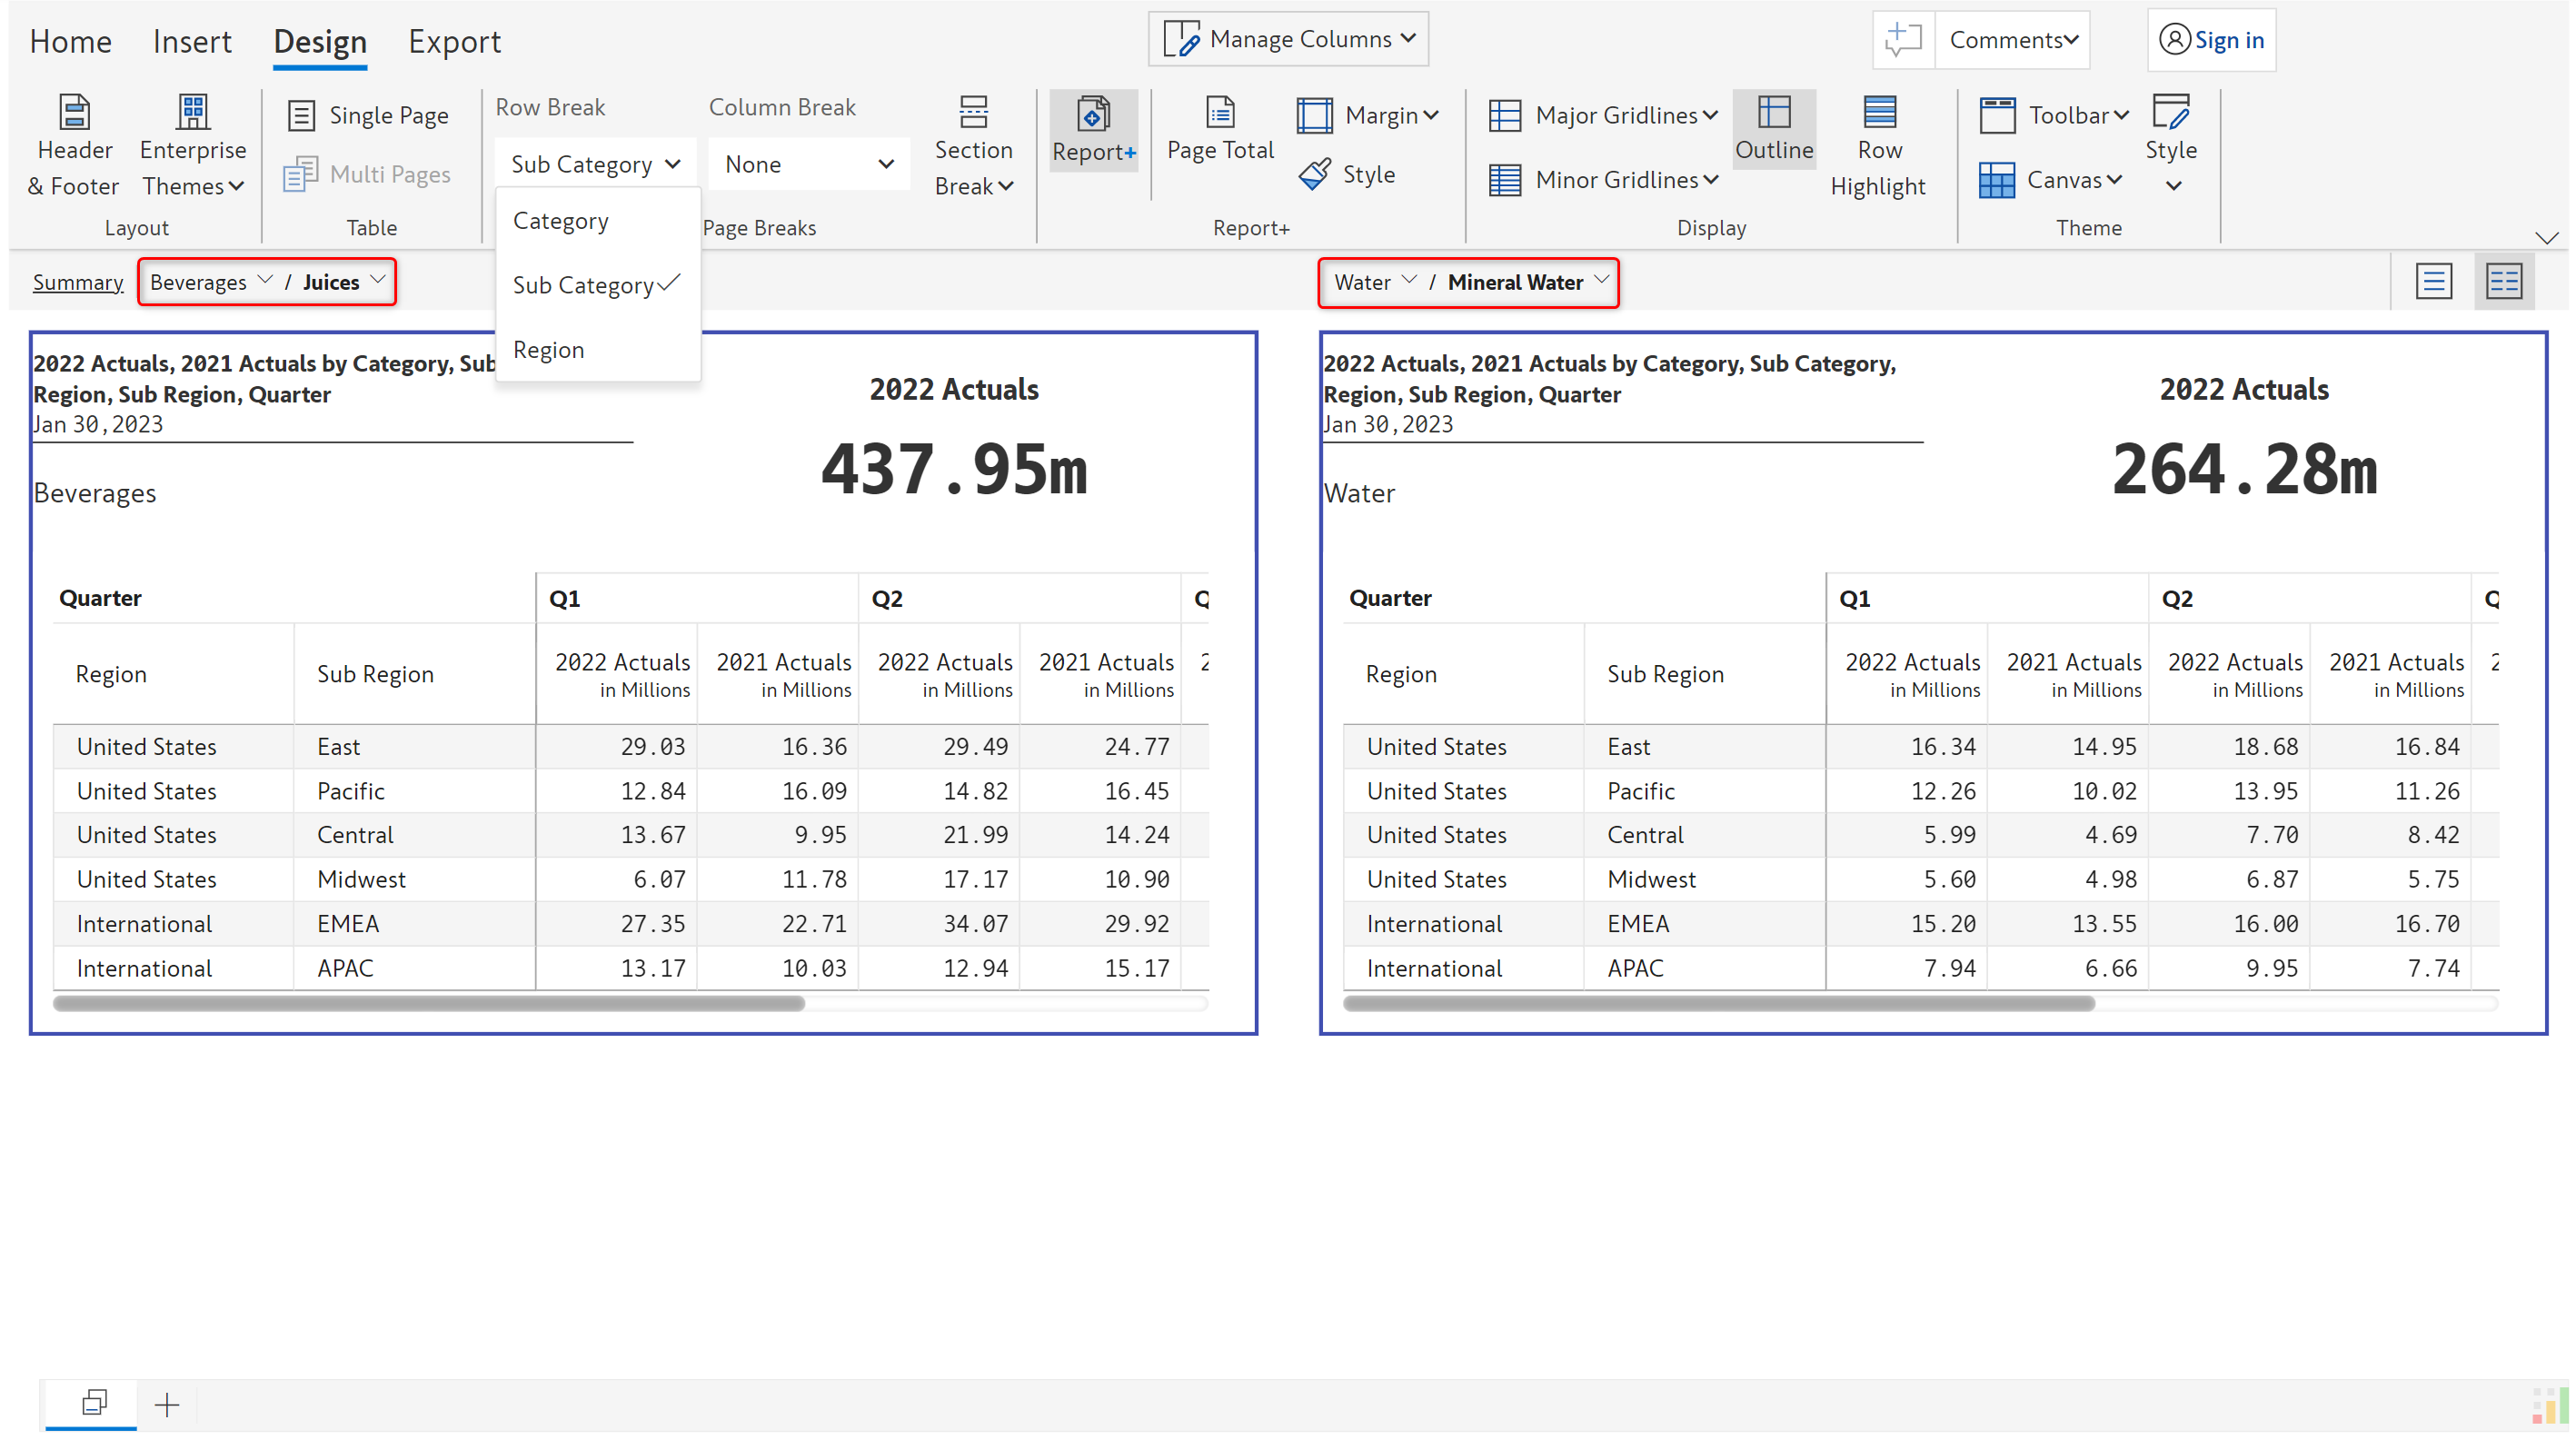 Home Insert Design Export
Manage Columns
Comments
Sign in
Header & Footer
Enterprise Themes
Layout
Single Page
Multi Pages
Table
Row Break
Sub Category
Category
Sub Category
Region
Column Break
None
Section Break
Page Breaks
Report+
Page Total
Margin
Style
Report+
Major Gridlines
Minor Gridlines
Outline
Row Highlight
Display
Toolbar
Canvas
Style
Theme
Summary Beverages / Juices
Water / Mineral Water
2022 Actuals, 2021 Actuals by Category, Sub
Region, Sub Region, Quarter
Jan 30,2023
Beverages
2022 Actuals
437.95m
Quarter Q1 Q2 Q
Region Sub Region 2022 Actuals in Millions 2021 Actuals in Millions 2022 Actuals in Millions 2021 Actuals in Millions 2
United States East 29.03 16.36 29.49 24.77
United States Pacific 12.84 16.09 14.82 16.45
United States Central 13.67 9.95 21.99 14.24
United States Midwest 6.07 11.78 17.17 10.90
International EMEA 27.35 22.71 34.07 29.92
International APAC 13.17 10.03 12.94 15.17
2022 Actuals, 2021 Actuals by Category, Sub Category,
Region, Sub Region, Quarter
Jan 30,2023
Water
2022 Actuals
264.28m
Quarter Q1 Q2 Q
Region Sub Region 2022 Actuals in Millions 2021 Actuals in Millions 2022 Actuals in Millions 2021 Actuals in Millions 2
United States East 16.34 14.95 18.68 16.84
United States Pacific 12.26 10.02 13.95 11.26
United States Central 5.99 4.69 7.70 8.42
United States Midwest 5.60 4.98 6.87 5.75
International EMEA 15.20 13.55 16.00 16.70
International APAC 7.94 6.66 9.95 7.74